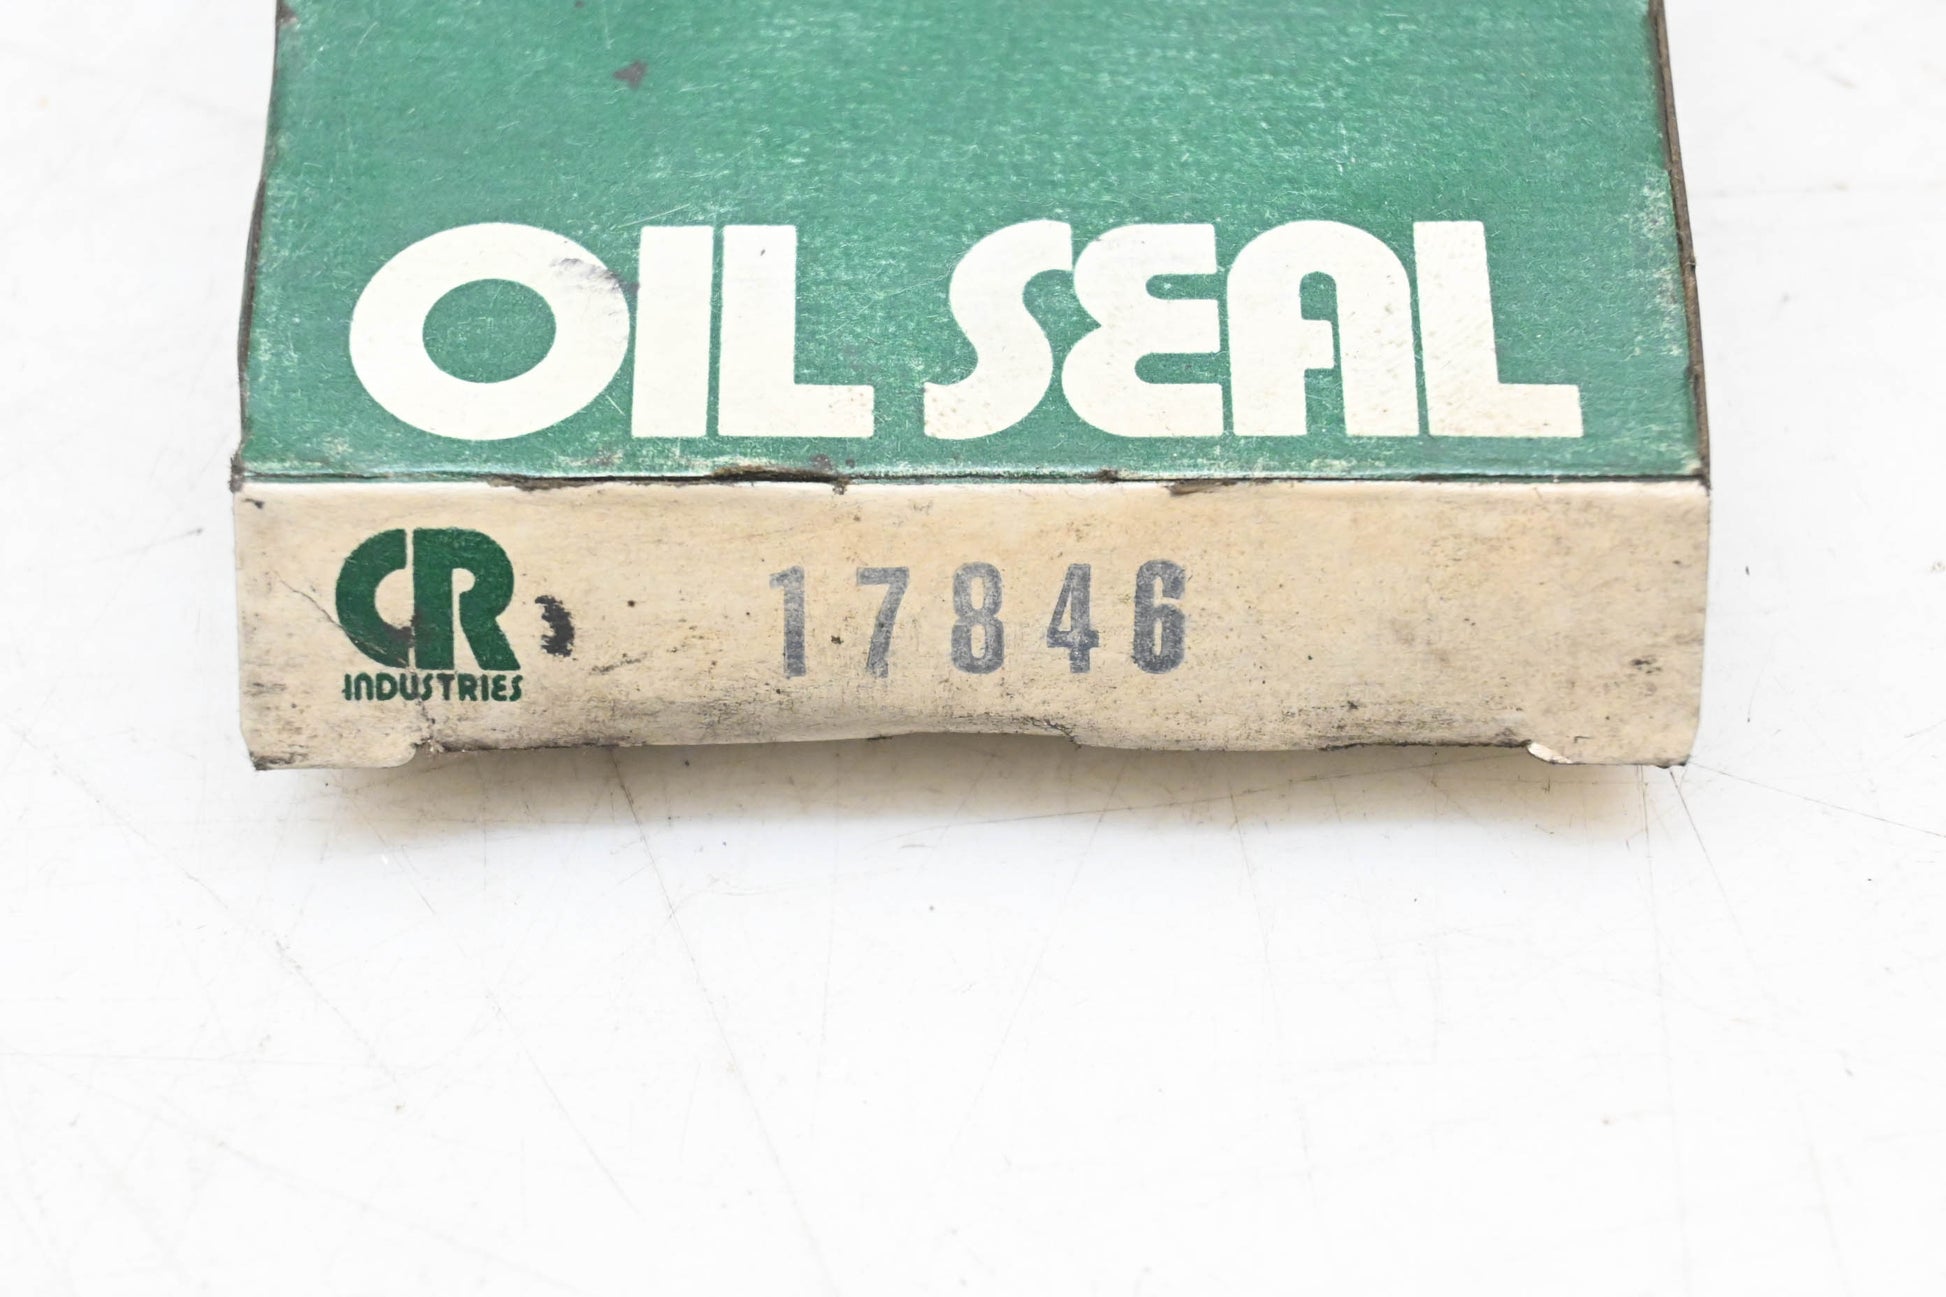 OIL SEAL
CR 17846
INDUSTRIES